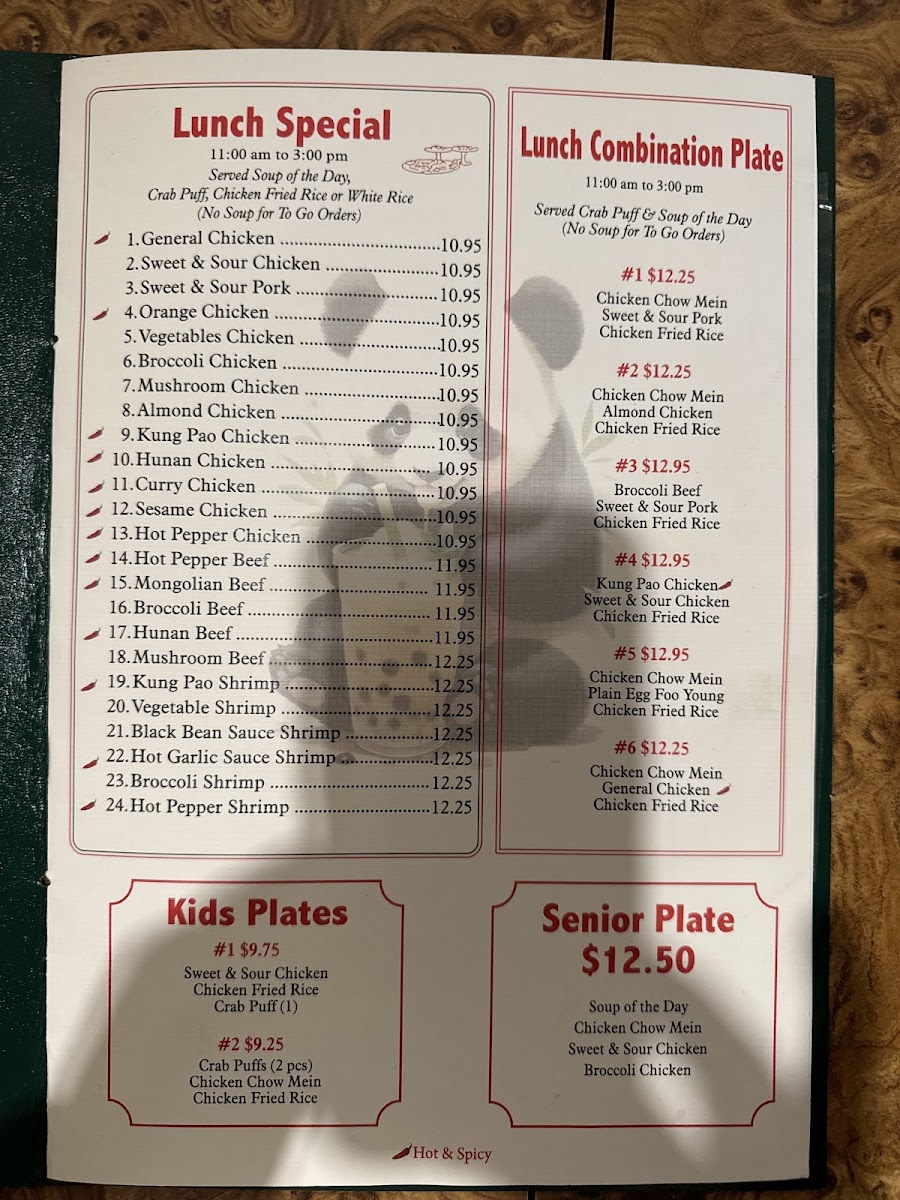 Lunch Special
11:00 am to 3:00 pm
Served Soup of the Day,
Crab Puff, Chicken Fried Rice or White Rice
(No Soup for To Go Orders)
1.General Chicken ................................10.95
2.Sweet & Sour Chicken ......................10.95
3.Sweet & Sour Pork ............................10.95
4.Orange Chicken ................................10.95
5.Vegetables Chicken ...........................10.95
6.Broccoli Chicken ..............................10.95
7.Mushroom Chicken ..........................10.95
8.Almond Chicken ..............................10.95
9.Kung Pao Chicken ............................10.95
10.Hunan Chicken ............................... 10.95
11.Curry Chicken .................................10.95
12.Sesame Chicken ...............................10.95
13.Hot Pepper Chicken .........................10.95
14.Hot Pepper Beef ............................... 11.95
15.Mongolian Beef ............................... 11.95
16.Broccoli Beef ................................... 11.95
17.Hunan Beef ......................................11.95
18.Mushroom Beef ...............................12.25
19.Kung Pao Shrimp .............................12.25
20.Vegetable Shrimp .............................12.25
21.Black Bean Sauce Shrimp .................12.25
22.Hot Garlic Sauce Shrimp ..................12.25
23.Broccoli Shrimp ...............................12.25
24.Hot Pepper Shrimp ..........................12.25
Lunch Combination Plate
11:00 am to 3:00 pm
Served Crab Puff & Soup of the Day
(No Soup for To Go Orders)
#1 $12.25
Chicken Chow Mein
Sweet & Sour Pork
Chicken Fried Rice
#2 $12.25
Chicken Chow Mein
Almond Chicken
Chicken Fried Rice
#3 $12.95
Broccoli Beef
Sweet & Sour Pork
Chicken Fried Rice
#4 $12.95
Kung Pao Chicken
Sweet & Sour Chicken
Chicken Fried Rice
#5 $12.95
Chicken Chow Mein
Plain Egg Foo Young
Chicken Fried Rice
#6 $12.25
Chicken Chow Mein
General Chicken
Chicken Fried Rice
Kids Plates
#1 $9.75
Sweet & Sour Chicken
Chicken Fried Rice
Crab Puff (1)
#2 $9.25
Crab Puffs (2 pcs)
Chicken Chow Mein
Chicken Fried Rice
Senior Plate
$12.50
Soup of the Day
Chicken Chow Mein
Sweet & Sour Chicken
Broccoli Chicken
Hot & Spicy